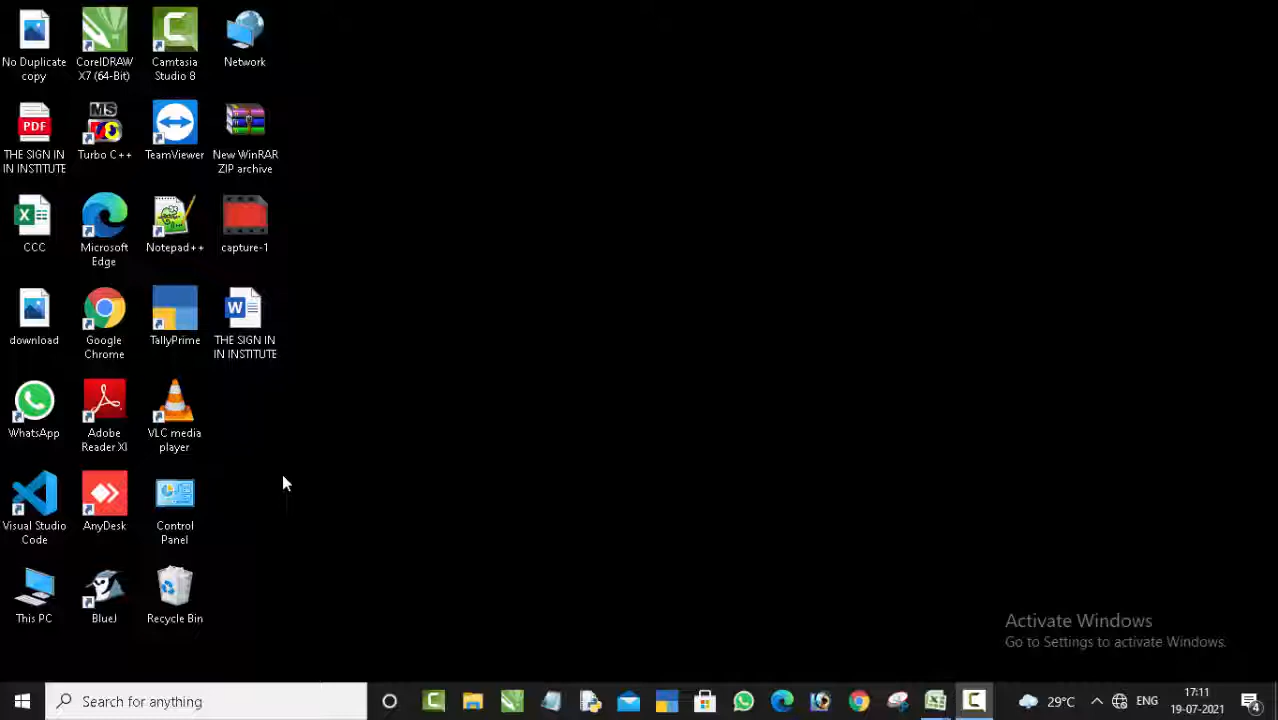 No Duplicate
copy
CorelDRAW
X7 (64-Bit)
Camtasia
Studio 8
Network
PDF
THE SIGN IN
IN INSTITUTE
MS
Turbo C++
TeamViewer
New WinRAR
ZIP archive
X
CCC
Microsoft
Edge
Notepad++
capture-1
download
Google
Chrome
TallyPrime
W
THE SIGN IN
IN INSTITUTE
WhatsApp
Adobe
Reader XI
VLC media
player
Visual Studio
Code
AnyDesk
Control
Panel
This PC
BlueJ
Recycle Bin
Activate Windows
Go to Settings to activate Windows.
Search for anything
29°C
ENG
17:11
19-07-2021
4